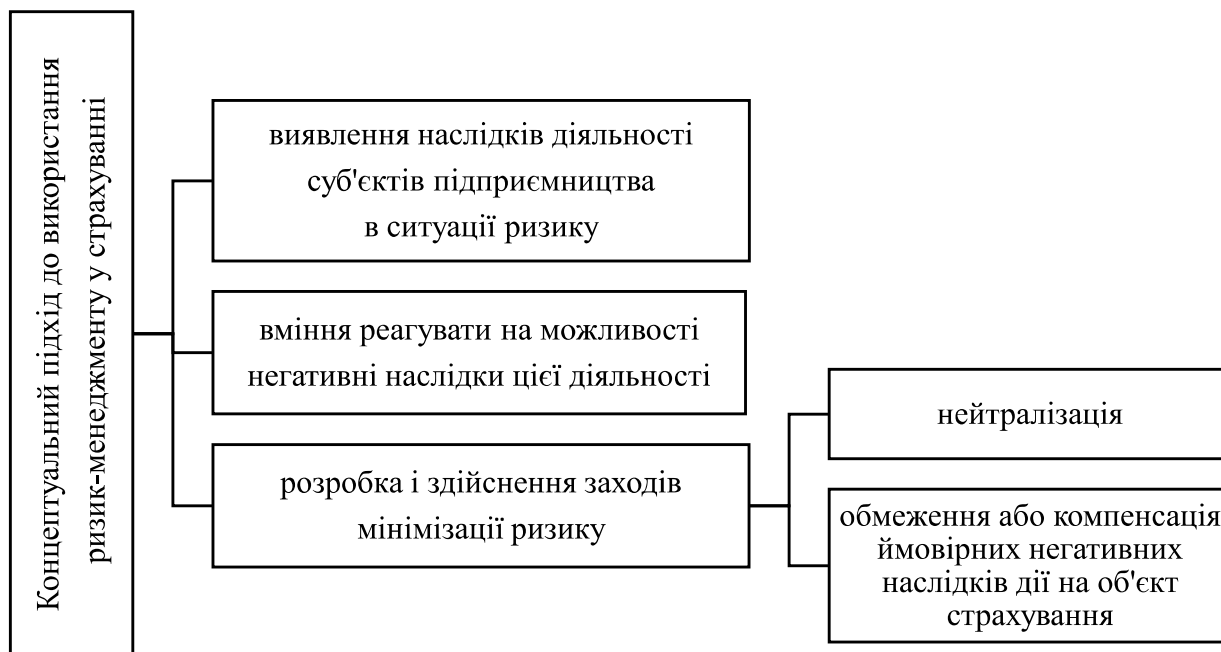 Концептуальний підхід до використання
ризик-менеджменту у страхуванні
виявлення наслідків діяльності
суб'єктів підприємництва
в ситуації ризику
вміння реагувати на можливості
негативні наслідки цієї діяльності
розробка і здійснення заходів
мінімізації ризику
нейтралізація
обмеження або компенсація
ймовірних негативних
наслідків дії на об'єкт
страхування